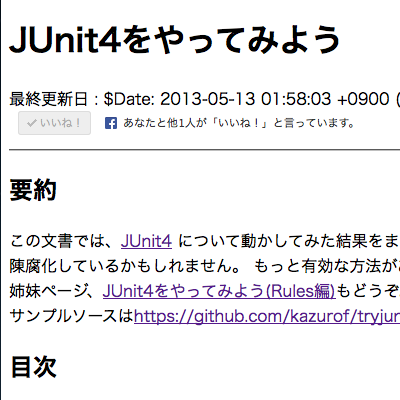 JUnit4をやってみよう
最終更新日 : $Date: 2013-05-13 01:58:03 +0900 (
いいね！ あなたと他1人が「いいね！」と言っています。
要約
この文書では、JUnit4 について動かしてみた結果をま
陳腐化しているかもしれません。 もっと有効な方法が
姉妹ページ、JUnit4をやってみよう(Rules編)もどうぞ
サンプルソースはhttps://github.com/kazurof/tryjun
目次